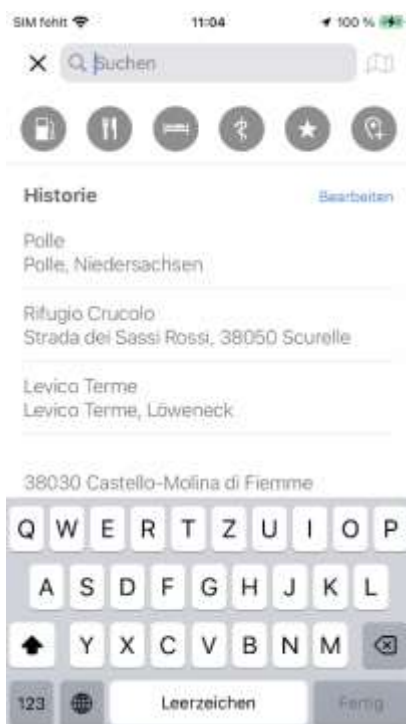 SIM fehlt 11:04 100 %
Suchen
Historie Bearbeiten
Polle
Polle, Niedersachsen
Rifugio Crucolo
Strada dei Sassi Rossi, 38050 Scurelle
Levico Terme
Levico Terme, Löweneck
38030 Castello-Molina di Fiemme
Q W E R T Z U I O P
A S D F G H J K L
Y X C V B N M
123 Leerzeichen Fertig